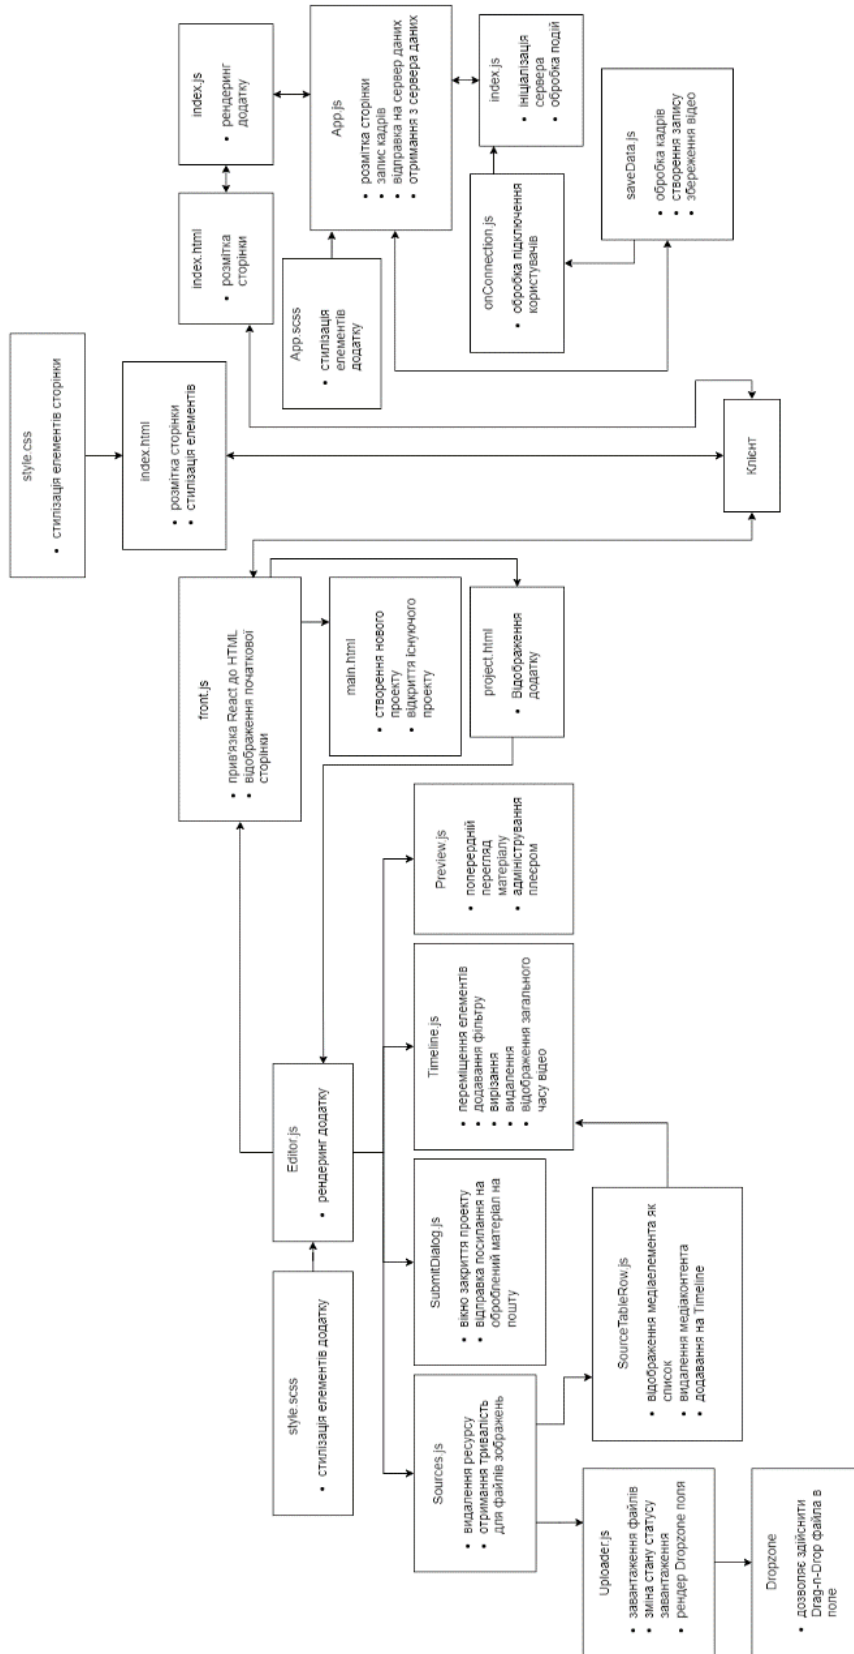 style.css
• стилізація елементів сторінки
index.html
• розмітка сторінки
• стилізація елементів
front.js
• прив'язка React до HTML
• відображення початкової
сторінки
index.html
• розмітка
сторінки
index.js
• рендеринг
додатку
style.scss
• стилізація елементів додатку
Editor.js
• рендеринг додатку
main.html
• створення нового
проекту
• відкриття існуючого
проекту
App.scss
• стилізація
елементів
додатку
App.js
• розмітка сторінки
• запис кадрів
• відправка на сервер даних
• отримання з сервера даних
Sources.js
• видалення ресурсу
• отримання тривалість
для файлів зображень
SubmitDialog.js
• вікно закриття проекту
• відправка посилання на
оброблений матеріал на
пошту
Timeline.js
• переміщення елементів
• додавання фільтру
• вирізання
• видалення
• відображення загального
часу відео
Preview.js
• поперердній
перегляд
матеріалу
• адміністрування
плеєром
project.html
• Відображення
додатку
onConnection.js
• обробка підключення
користувачів
index.js
• ініціалізація
сервера
• обробка подій
Uploader.js
• завантаження файлів
• зміна стану статусу
завантаження
• рендер Dropzone поля
SourceTableRow.js
• відображення медіаелемента як
список
• видалення медіаконтента
• додавання на Timeline
saveData.js
• обробка кадрів
• створення запису
• збереження відео
Dropzone
• дозволяє здійснити
Drag-n-Drop файла в
поле
Клієнт